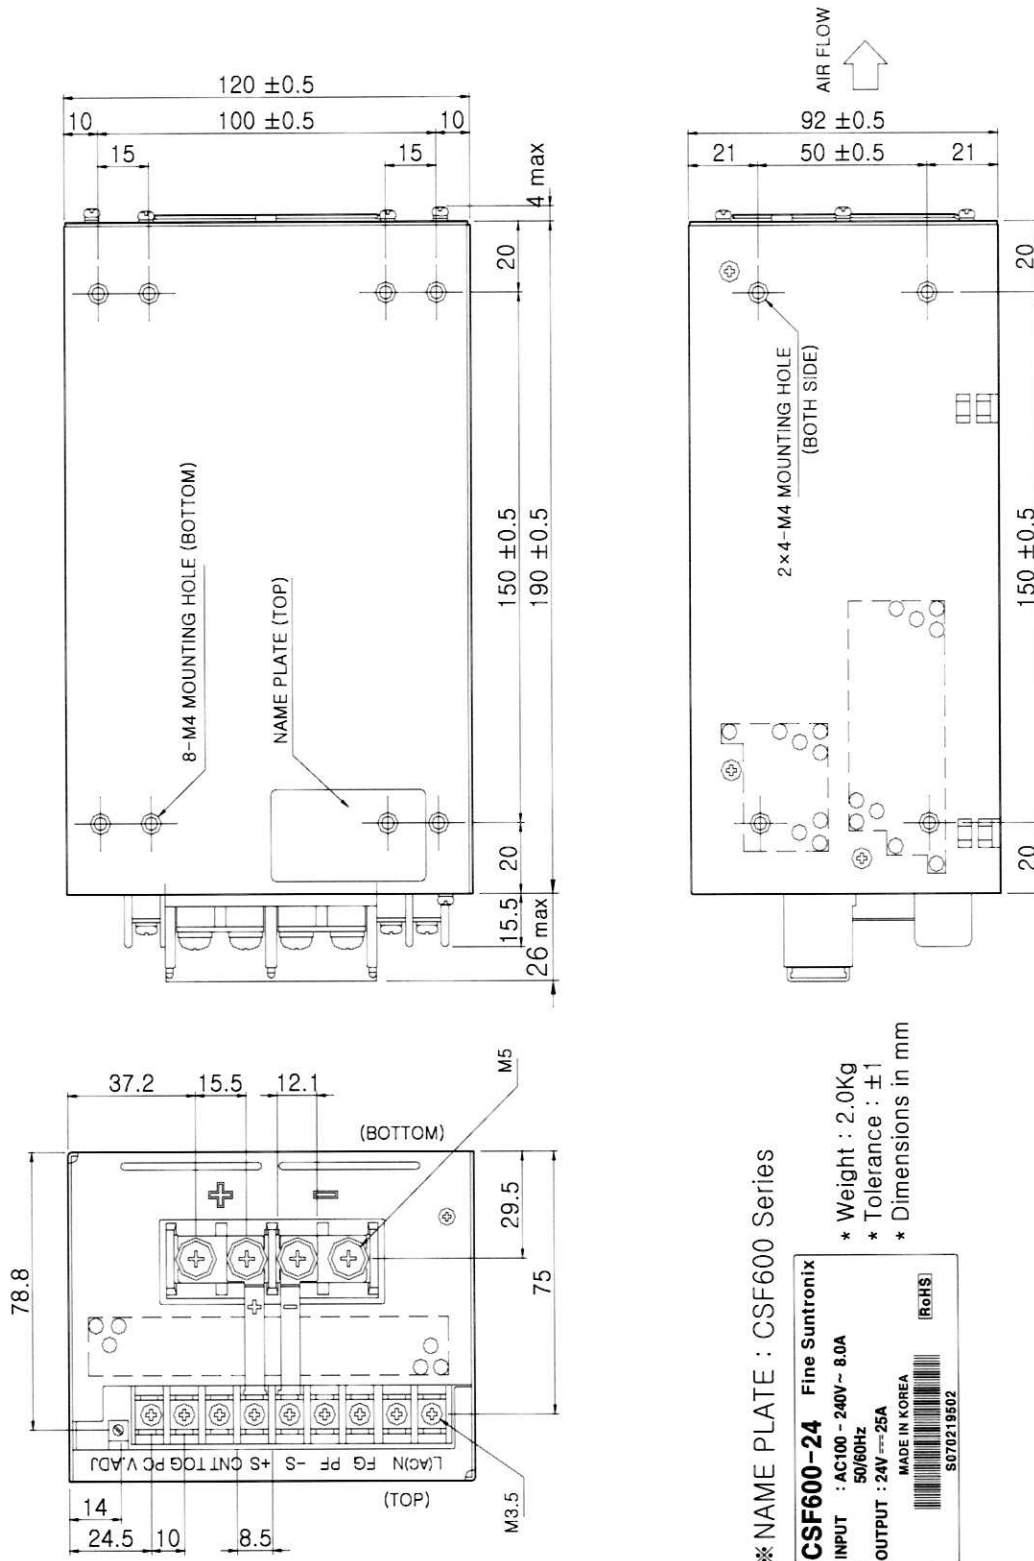 AIR FLOW
120 ±0.5
10
100 ±0.5
10
15
15
4 max
20
150 ±0.5
190 ±0.5
20
15.5
26 max
8-M4 MOUNTING HOLE (BOTTOM)
NAME PLATE (TOP)
92 ±0.5
21
50 ±0.5
21
20
150 ±0.5
20
2×4-M4 MOUNTING HOLE
(BOTH SIDE)
37.2
15.5
12.1
M5
(BOTTOM)
+
−
29.5
78.8
75
+
−
L(AC)N FG PF -S +S CNT TOG PC V.ADJ
(TOP)
M3.5
14
24.5
10
8.5
※ NAME PLATE : CSF600 Series
CSF600-24 Fine Suntronix
INPUT : AC100 - 240V~ 8.0A
50/60Hz
OUTPUT : 24V⎓25A
MADE IN KOREA
RoHS
S070219502
* Weight : 2.0Kg
* Tolerance : ±1
* Dimensions in mm